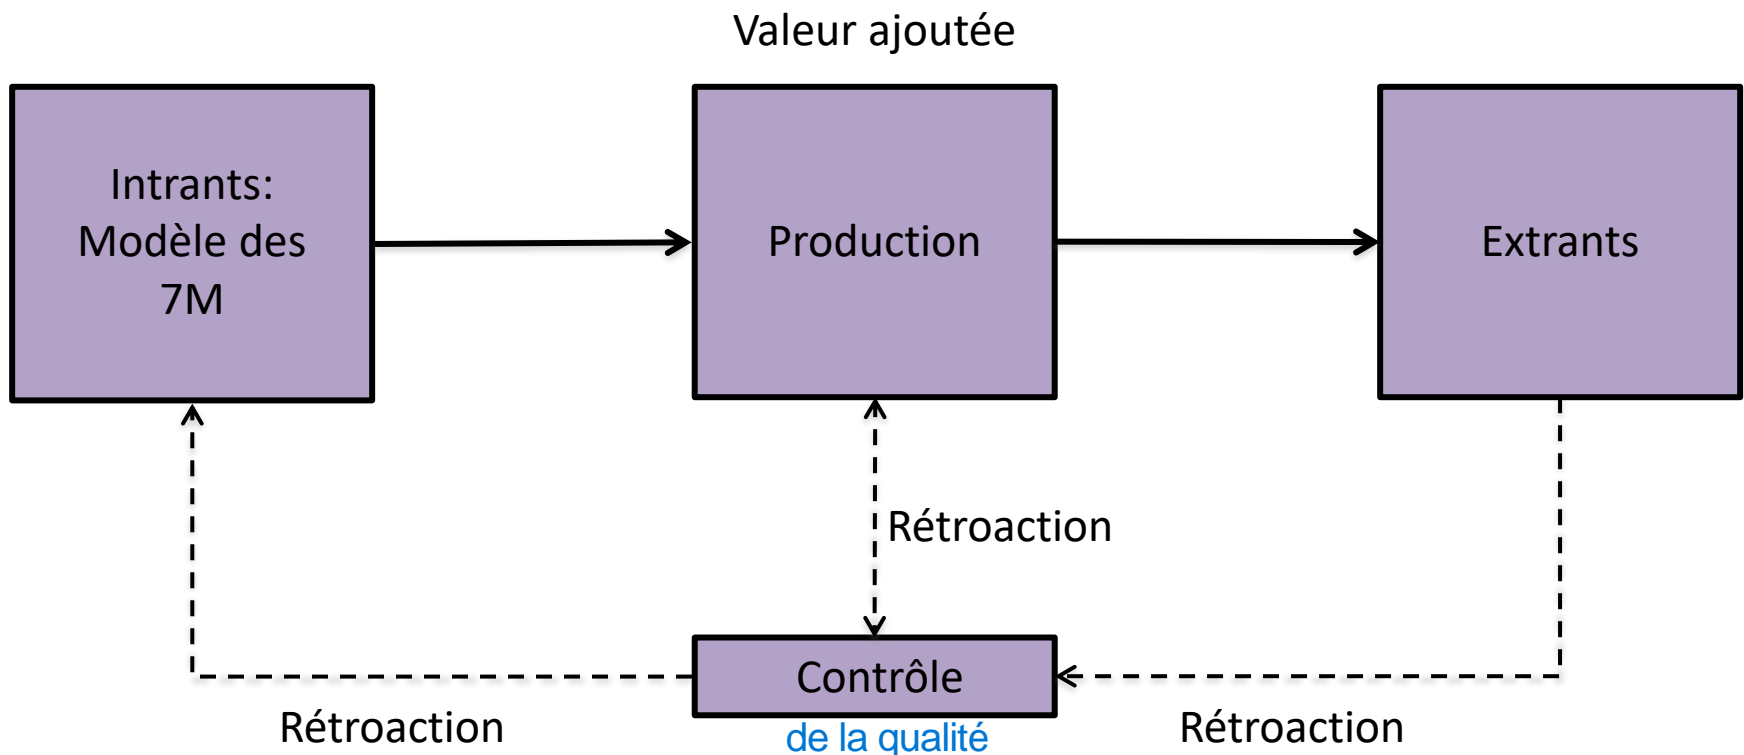 Valeur ajoutée
Intrants:
Modèle des
7M
Production
Extrants
Rétroaction
Contrôle
de la qualité
Rétroaction
Rétroaction